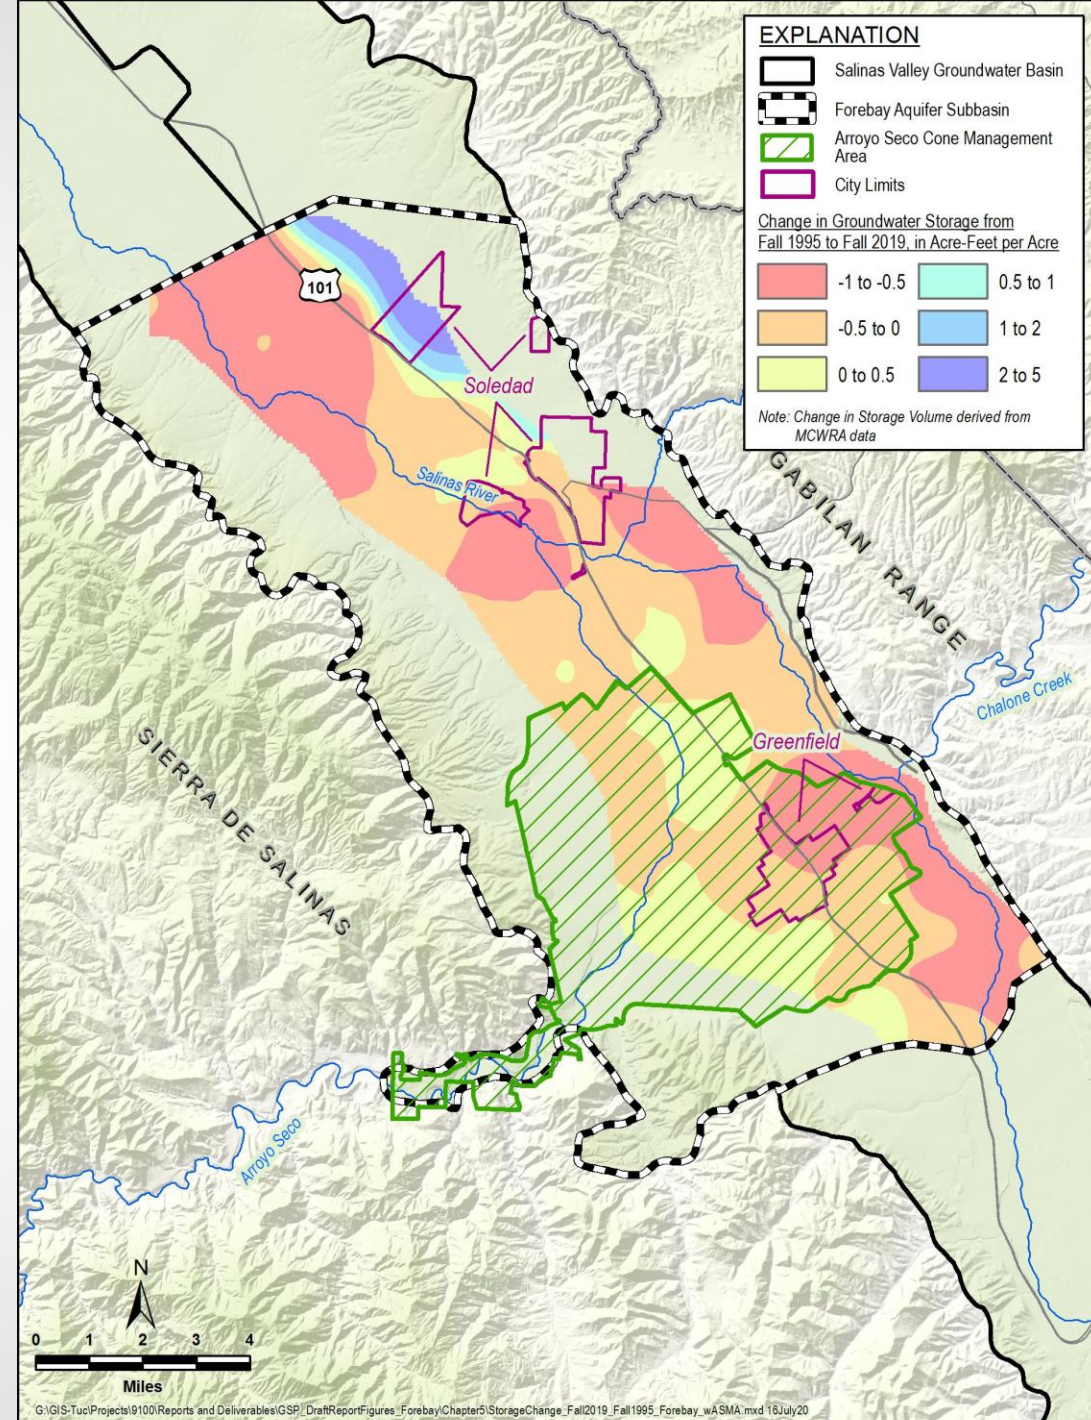 EXPLANATION
Salinas Valley Groundwater Basin
Forebay Aquifer Subbasin
Arroyo Seco Cone Management
Area
City Limits
Change in Groundwater Storage from
Fall 1995 to Fall 2019, in Acre-Feet per Acre
-1 to -0.5
0.5 to 1
-0.5 to 0
1 to 2
0 to 0.5
2 to 5
Note: Change in Storage Volume derived from
MCWRA data
101
Soledad
Salinas River
GABILAN RANGE
Chalone Creek
Greenfield
SIERRA DE SALINAS
Arroyo Seco
N
0 1 2 3 4
Miles
G:\GIS-Tuc\Projects\9100\Reports and Deliverables\GSP_DraftReportFigures_Forebay\Chapter5\StorageChange_Fall2019_Fall1995_Forebay_wASMA.mxd 16July20